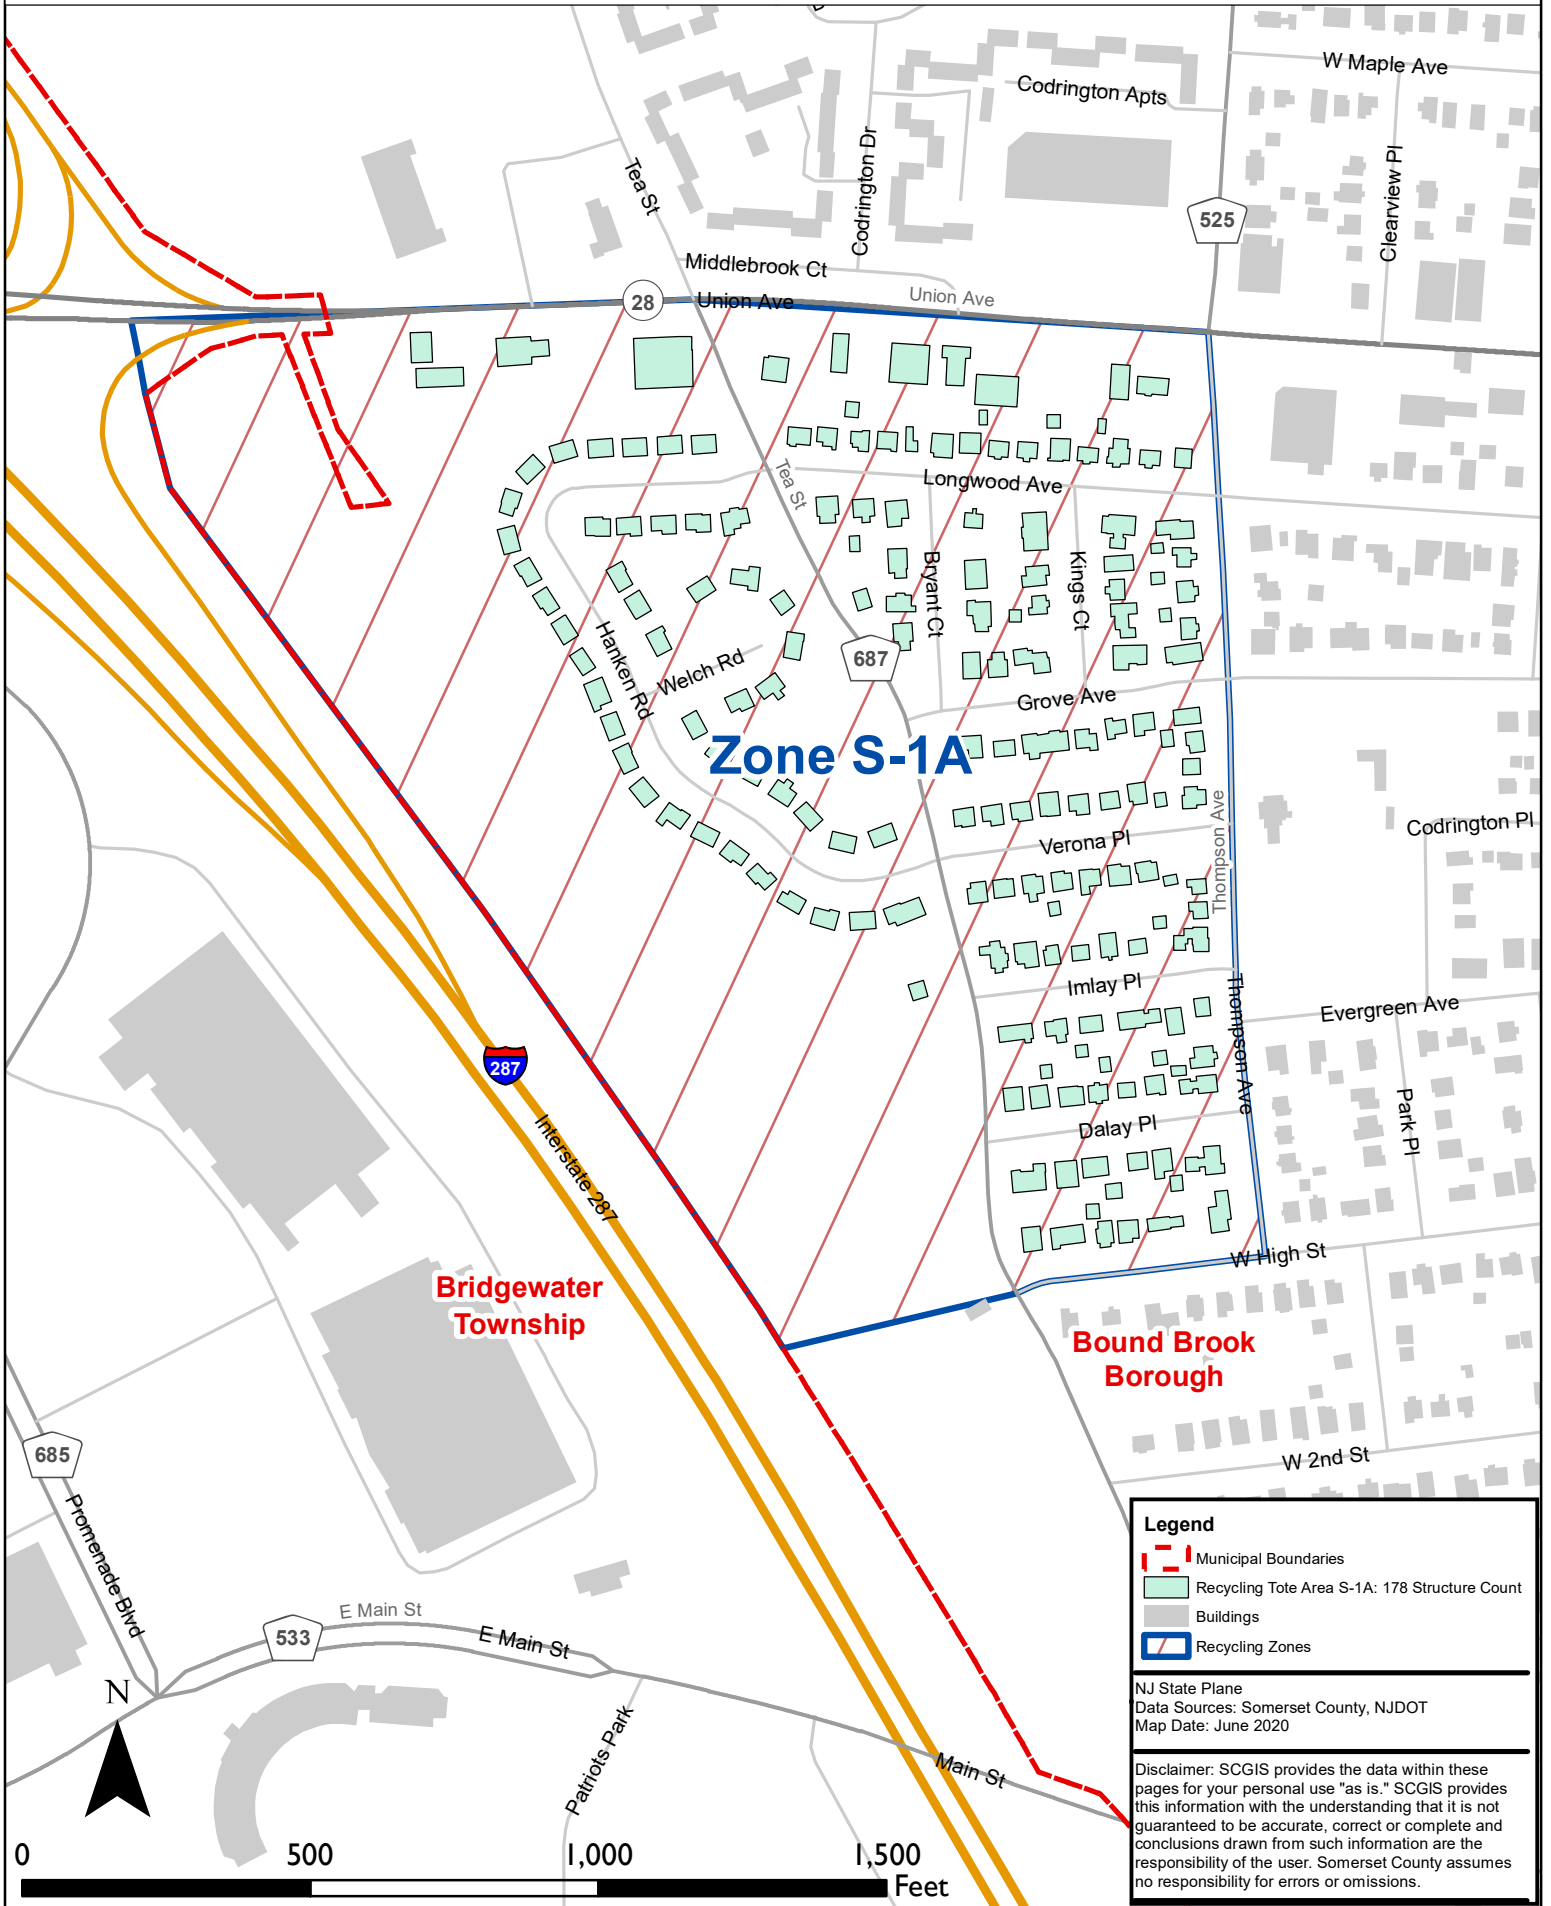 W Maple Ave
Codrington Apts
Tea St
Codrington Dr
Clearview Pl
525
Middlebrook Ct
28
Union Ave
Union Ave
Tea St
Longwood Ave
Bryant Ct
Kings Ct
Hanken Rd
Welch Rd
687
Grove Ave
Zone S-1A
Thompson Ave
Verona Pl
Codrington Pl
Imlay Pl
Thompson Ave
Evergreen Ave
287
Interstate 287
Dalay Pl
Park Pl
W High St
Bridgewater
Township
Bound Brook
Borough
685
Promenade Blvd
W 2nd St
E Main St
533
E Main St
N
Patriots Park
Main St
0
500
1,000
1,500
Feet
Legend
Municipal Boundaries
Recycling Tote Area S-1A: 178 Structure Count
Buildings
Recycling Zones
NJ State Plane
Data Sources: Somerset County, NJDOT
Map Date: June 2020
Disclaimer: SCGIS provides the data within these
pages for your personal use "as is." SCGIS provides
this information with the understanding that it is not
guaranteed to be accurate, correct or complete and
conclusions drawn from such information are the
responsibility of the user. Somerset County assumes
no responsibility for errors or omissions.